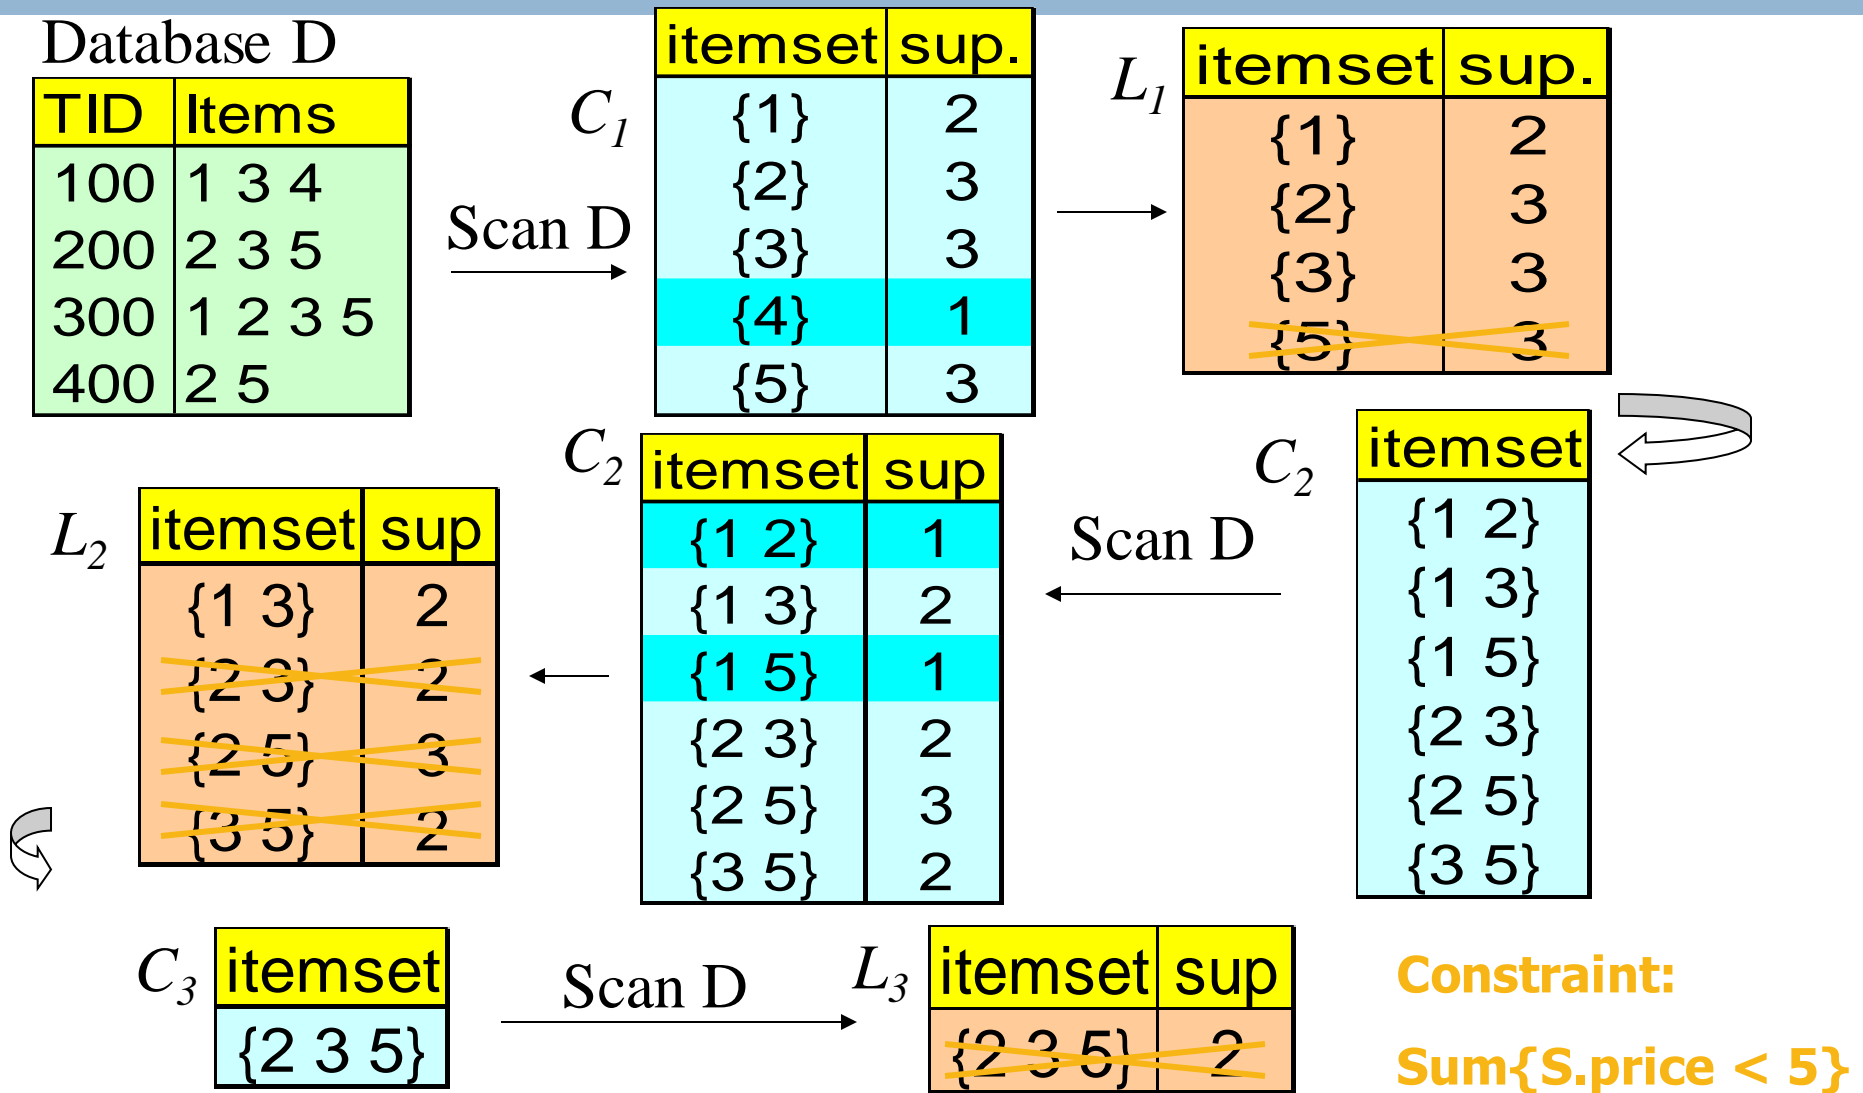 Database D
TID Items
100 1 3 4
200 2 3 5
300 1 2 3 5
400 2 5
Scan D
C1
itemset sup.
{1} 2
{2} 3
{3} 3
{4} 1
{5} 3
L1
itemset sup.
{1} 2
{2} 3
{3} 3
{5} 3
C2
itemset
{1 2}
{1 3}
{1 5}
{2 3}
{2 5}
{3 5}
Scan D
C2
itemset sup
{1 2} 1
{1 3} 2
{1 5} 1
{2 3} 2
{2 5} 3
{3 5} 2
L2
itemset sup
{1 3} 2
{2 3} 2
{2 5} 3
{3 5} 2
C3
itemset
{2 3 5}
Scan D
L3
itemset sup
{2 3 5} 2
Constraint:
Sum{S.price < 5}